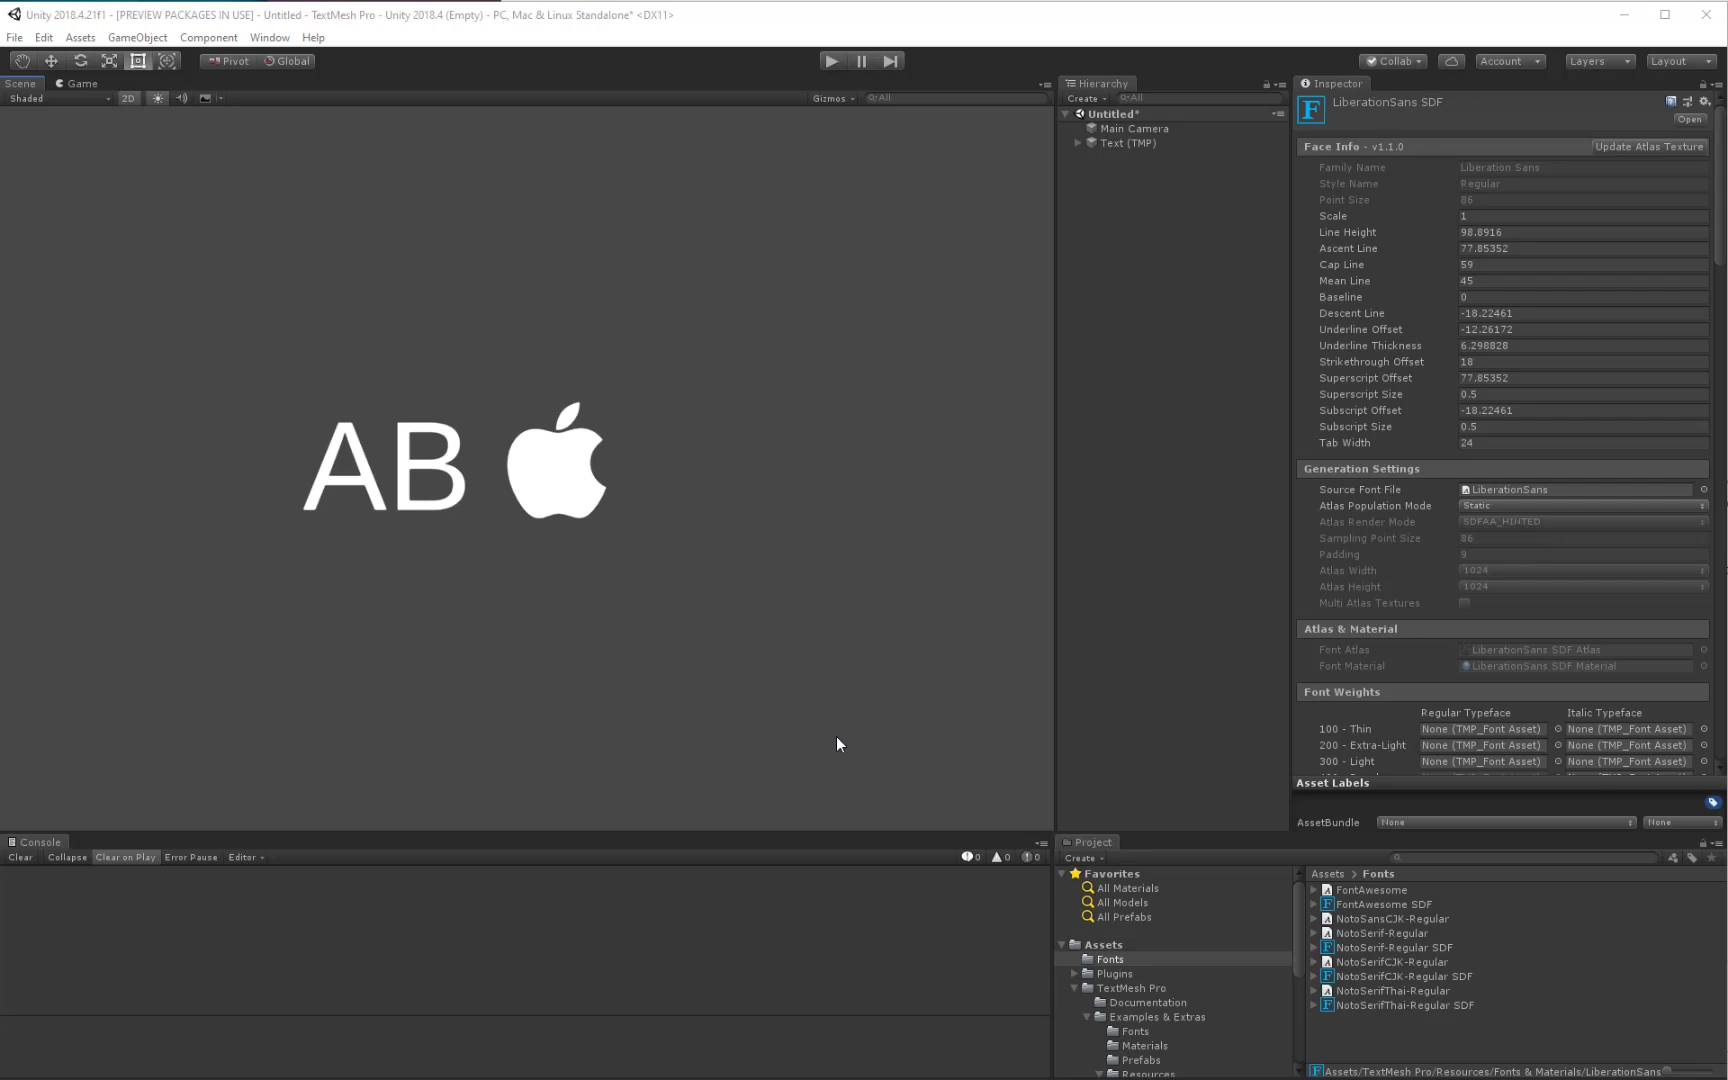 Unity 2018.4.21f1 - [PREVIEW PACKAGES IN USE] - Untitled - TextMesh Pro - Unity 2018.4 (Empty) - PC, Mac & Linux Standalone* <DX11>
File Edit Assets GameObject Component Window Help
Pivot Global Collab Account Layers Layout
Scene Game
Shaded 2D Gizmos All
AB
Console
Clear Collapse Clear on Play Error Pause Editor 0 0 0
Hierarchy
Create All
Untitled*
Main Camera
Text (TMP)
Inspector
LiberationSans SDF
Open
Face Info - v1.1.0 Update Atlas Texture
Family Name Liberation Sans
Style Name Regular
Point Size 86
Scale 1
Line Height 98.8916
Ascent Line 77.85352
Cap Line 59
Mean Line 45
Baseline 0
Descent Line -18.22461
Underline Offset -12.26172
Underline Thickness 6.298828
Strikethrough Offset 18
Superscript Offset 77.85352
Superscript Size 0.5
Subscript Offset -18.22461
Subscript Size 0.5
Tab Width 24
Generation Settings
Source Font File LiberationSans
Atlas Population Mode Static
Atlas Render Mode SDFAA_HINTED
Sampling Point Size 86
Padding 9
Atlas Width 1024
Atlas Height 1024
Multi Atlas Textures
Atlas & Material
Font Atlas LiberationSans SDF Atlas
Font Material LiberationSans SDF Material
Font Weights
Regular Typeface Italic Typeface
100 - Thin None (TMP_Font Asset) None (TMP_Font Asset)
200 - Extra-Light None (TMP_Font Asset) None (TMP_Font Asset)
300 - Light None (TMP_Font Asset) None (TMP_Font Asset)
Asset Labels
AssetBundle None None
Project
Create
Favorites
All Materials
All Models
All Prefabs
Assets
Fonts
Plugins
TextMesh Pro
Documentation
Examples & Extras
Fonts
Materials
Prefabs
Resources
Assets > Fonts
FontAwesome
FontAwesome SDF
NotoSansCJK-Regular
NotoSerif-Regular
NotoSerif-Regular SDF
NotoSerifCJK-Regular
NotoSerifCJK-Regular SDF
NotoSerifThai-Regular
NotoSerifThai-Regular SDF
Assets/TextMesh Pro/Resources/Fonts & Materials/LiberationSans